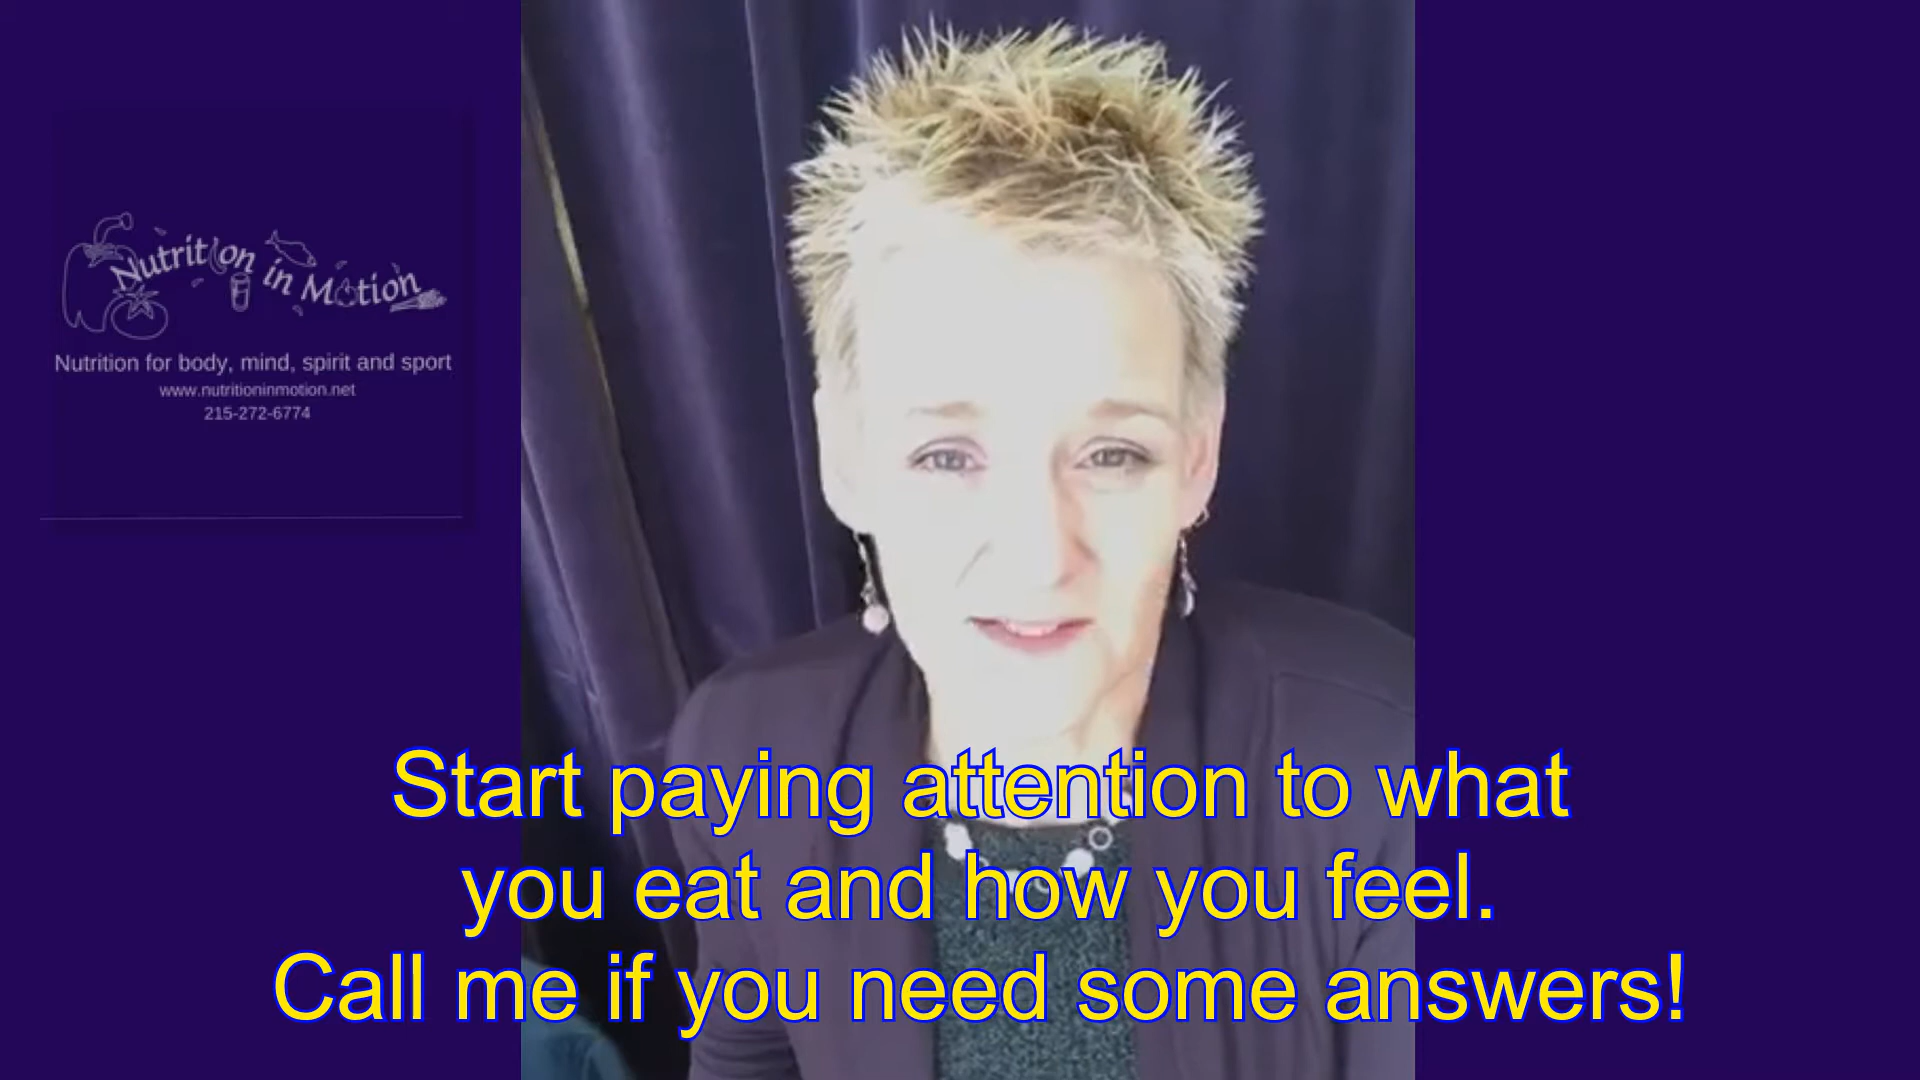 Nutrition in Motion
Nutrition for body, mind, spirit and sport
www.nutritioninmotion.net
215-272-6774
Start paying attention to what
you eat and how you feel.
Call me if you need some answers!